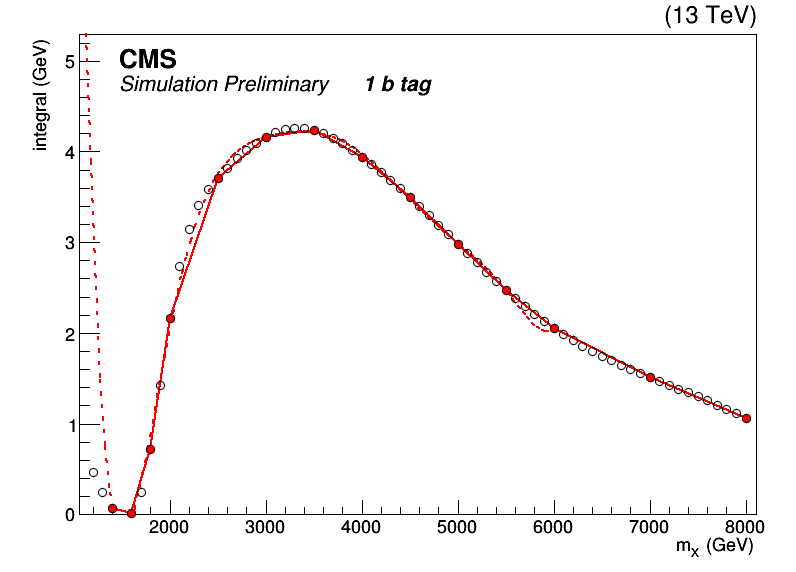 (13 TeV)
CMS
Simulation Preliminary 1 b tag
integral (GeV)
5
4
3
2
1
0
2000 3000 4000 5000 6000 7000 8000
mX (GeV)